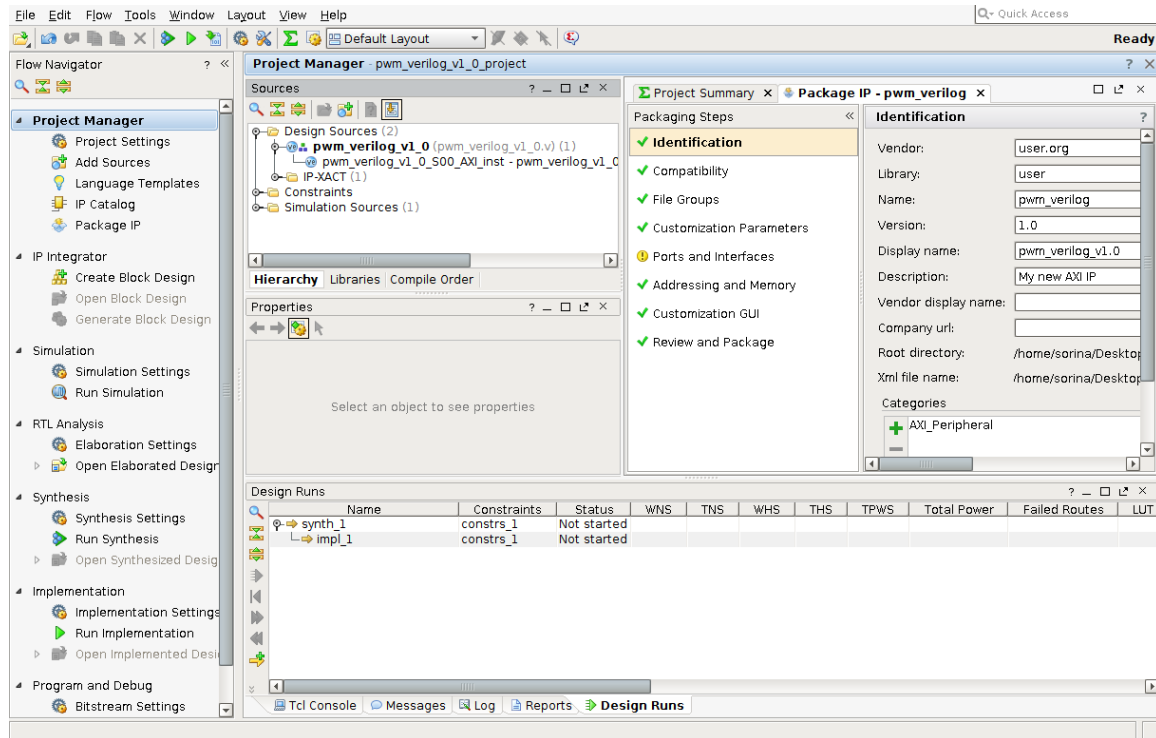 File Edit Flow Tools Window Layout View Help
Quick Access
Default Layout
Ready
Flow Navigator ? «
Project Manager
Project Settings
Add Sources
Language Templates
IP Catalog
Package IP
IP Integrator
Create Block Design
Open Block Design
Generate Block Design
Simulation
Simulation Settings
Run Simulation
RTL Analysis
Elaboration Settings
Open Elaborated Design
Synthesis
Synthesis Settings
Run Synthesis
Open Synthesized Desig
Implementation
Implementation Settings
Run Implementation
Open Implemented Desi
Program and Debug
Bitstream Settings
Project Manager - pwm_verilog_v1_0_project
Sources
Design Sources (2)
pwm_verilog_v1_0 (pwm_verilog_v1_0.v) (1)
pwm_verilog_v1_0_S00_AXI_inst - pwm_verilog_v1_0
IP-XACT (1)
Constraints
Simulation Sources (1)
Hierarchy Libraries Compile Order
Properties
Select an object to see properties
Project Summary Package IP - pwm_verilog
Packaging Steps «
Identification
Compatibility
File Groups
Customization Parameters
Ports and Interfaces
Addressing and Memory
Customization GUI
Review and Package
Identification ?
Vendor: user.org
Library: user
Name: pwm_verilog
Version: 1.0
Display name: pwm_verilog_v1.0
Description: My new AXI IP
Vendor display name:
Company url:
Root directory: /home/sorina/Desktop
Xml file name: /home/sorina/Desktop
Categories
AXI_Peripheral
Design Runs
Name Constraints Status WNS TNS WHS THS TPWS Total Power Failed Routes LUT
synth_1 constrs_1 Not started
impl_1 constrs_1 Not started
Tcl Console Messages Log Reports Design Runs